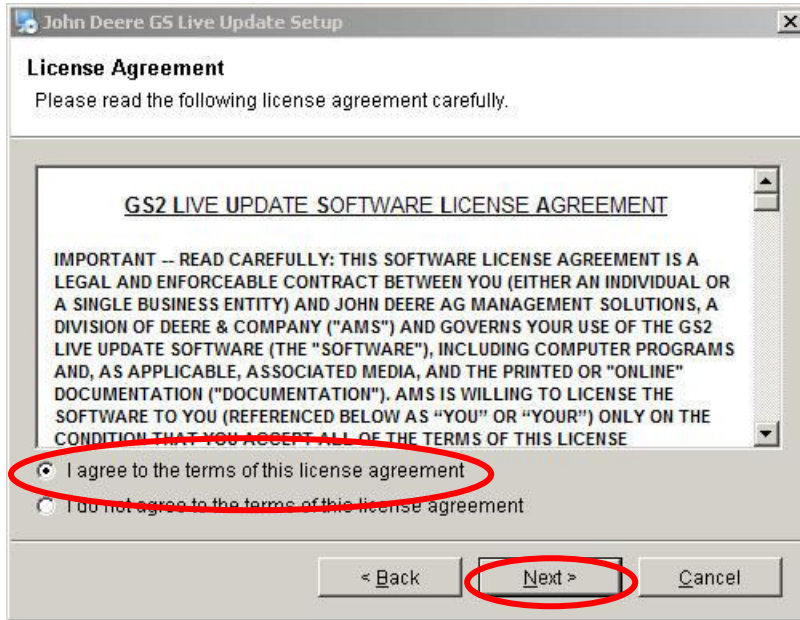 John Deere GS Live Update Setup
License Agreement
Please read the following license agreement carefully.
GS2 LIVE UPDATE SOFTWARE LICENSE AGREEMENT
IMPORTANT -- READ CAREFULLY: THIS SOFTWARE LICENSE AGREEMENT IS A
LEGAL AND ENFORCEABLE CONTRACT BETWEEN YOU (EITHER AN INDIVIDUAL OR
A SINGLE BUSINESS ENTITY) AND JOHN DEERE AG MANAGEMENT SOLUTIONS, A
DIVISION OF DEERE & COMPANY ("AMS") AND GOVERNS YOUR USE OF THE GS2
LIVE UPDATE SOFTWARE (THE "SOFTWARE"), INCLUDING COMPUTER PROGRAMS
AND, AS APPLICABLE, ASSOCIATED MEDIA, AND THE PRINTED OR "ONLINE"
DOCUMENTATION ("DOCUMENTATION"). AMS IS WILLING TO LICENSE THE
SOFTWARE TO YOU (REFERENCED BELOW AS “YOU” OR “YOUR”) ONLY ON THE
CONDITION THAT YOU ACCEPT ALL OF THE TERMS OF THIS LICENSE
I agree to the terms of this license agreement
I do not agree to the terms of this license agreement
< Back
Next >
Cancel